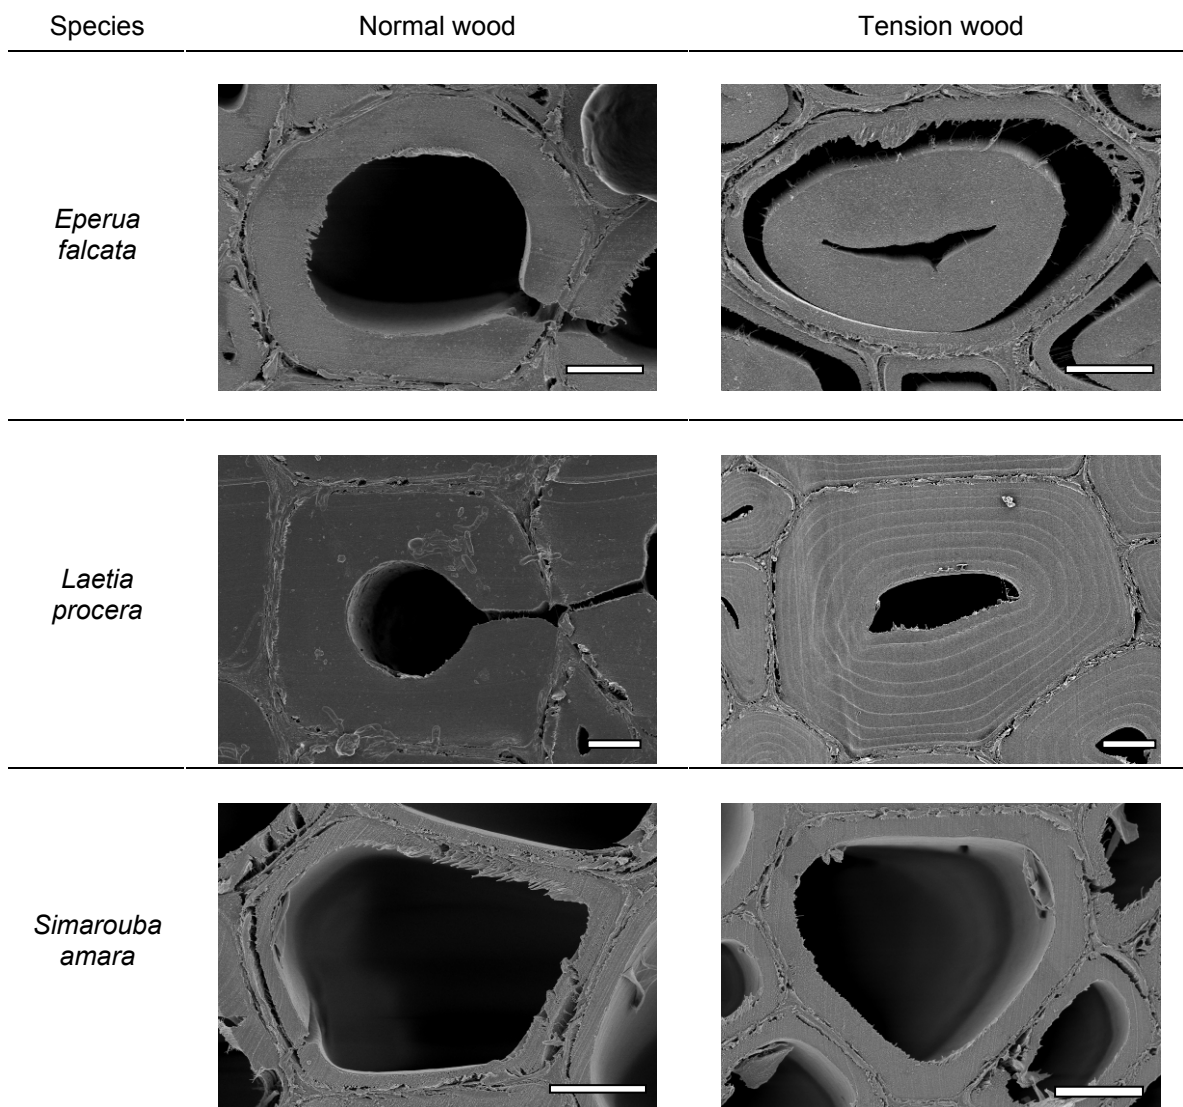 Species Normal wood Tension wood
Eperua
falcata
Laetia
procera
Simarouba
amara